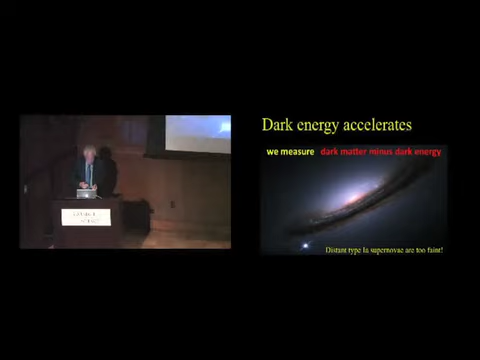 Dark energy accelerates
we measure dark matter minus dark energy
Distant type Ia supernovae are too faint!